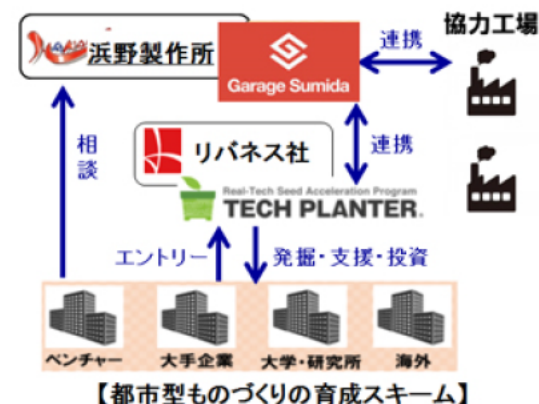 協力工場
浜野製作所
Garage Sumida
連携
相談
リバネス社
連携
Real-Tech Seed Acceleration Program
TECH PLANTER.
エントリー
発掘・支援・投資
ベンチャー
大手企業
大学・研究所
海外
【都市型ものづくりの育成スキーム】